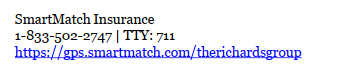 SmartMatch Insurance
1-833-502-2747 | TTY: 711
https://gps.smartmatch.com/therichardsgroup